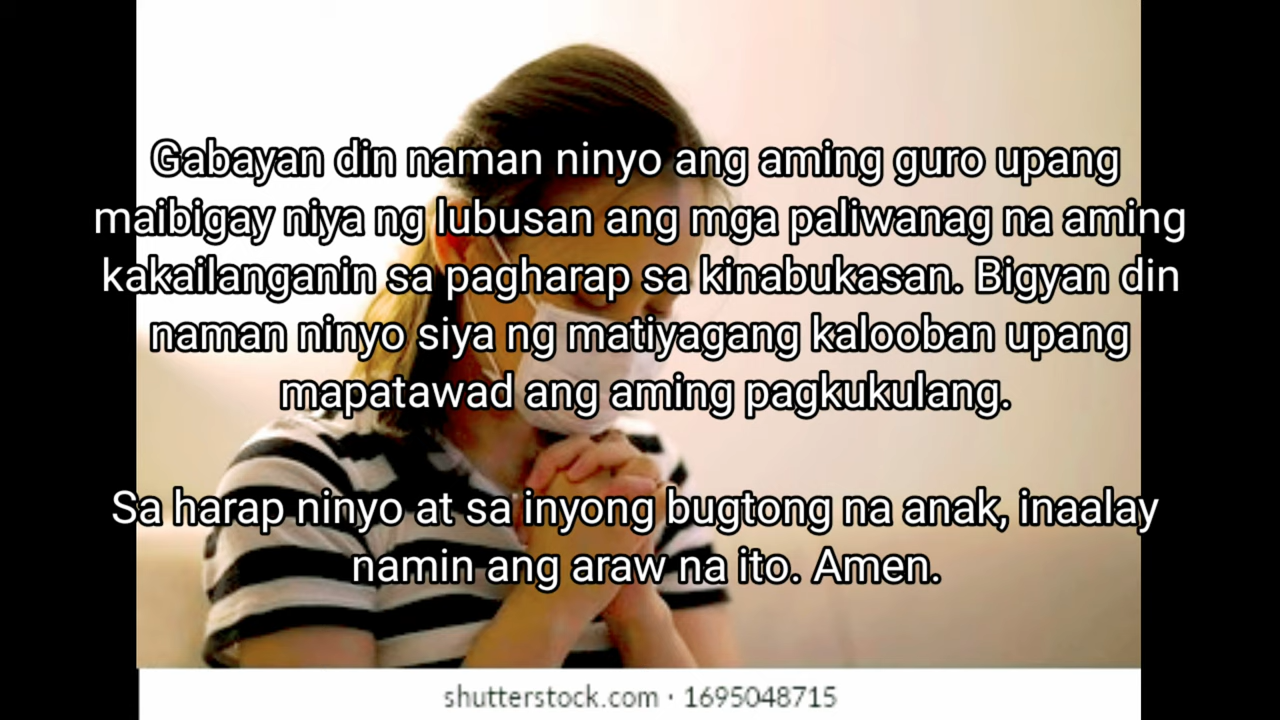 Gabayan din naman ninyo ang aming guro upang
maibigay niya ng lubusan ang mga paliwanag na aming
kakailanganin sa pagharap sa kinabukasan. Bigyan din
naman ninyo siya ng matiyagang kalooban upang
mapatawad ang aming pagkukulang.
Sa harap ninyo at sa inyong bugtong na anak, inaalay
namin ang araw na ito. Amen.
shutterstock.com · 1695048715